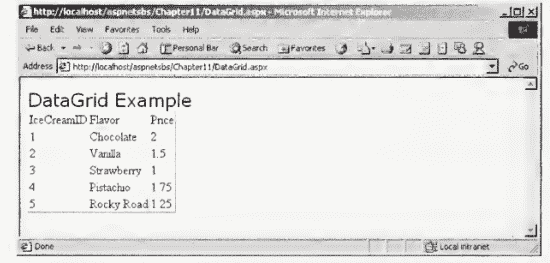 http://localhost/aspnetsbs/Chapter11/DataGrid.aspx - Microsoft Internet Explorer
File Edit View Favorites Tools Help
Back Personal Bar Search Favorites
Address http://localhost/aspnetsbs/Chapter11/DataGrid.aspx Go
DataGrid Example
IceCreamID Flavor Price
1 Chocolate 2
2 Vanilla 1.5
3 Strawberry 1
4 Pistachio 1 75
5 Rocky Road 1 25
Done Local intranet